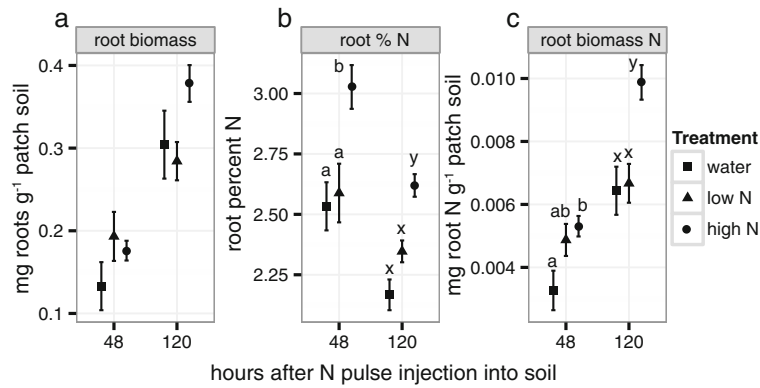 a
root biomass
mg roots g⁻¹ patch soil
0.4
0.3
0.2
0.1
48 120
b
root % N
root percent N
3.00
2.75
2.50
2.25
a a b
x x y
48 120
c
root biomass N
mg root N g⁻¹ patch soil
0.010
0.008
0.006
0.004
a ab b
x x y
48 120
hours after N pulse injection into soil
Treatment
water
low N
high N